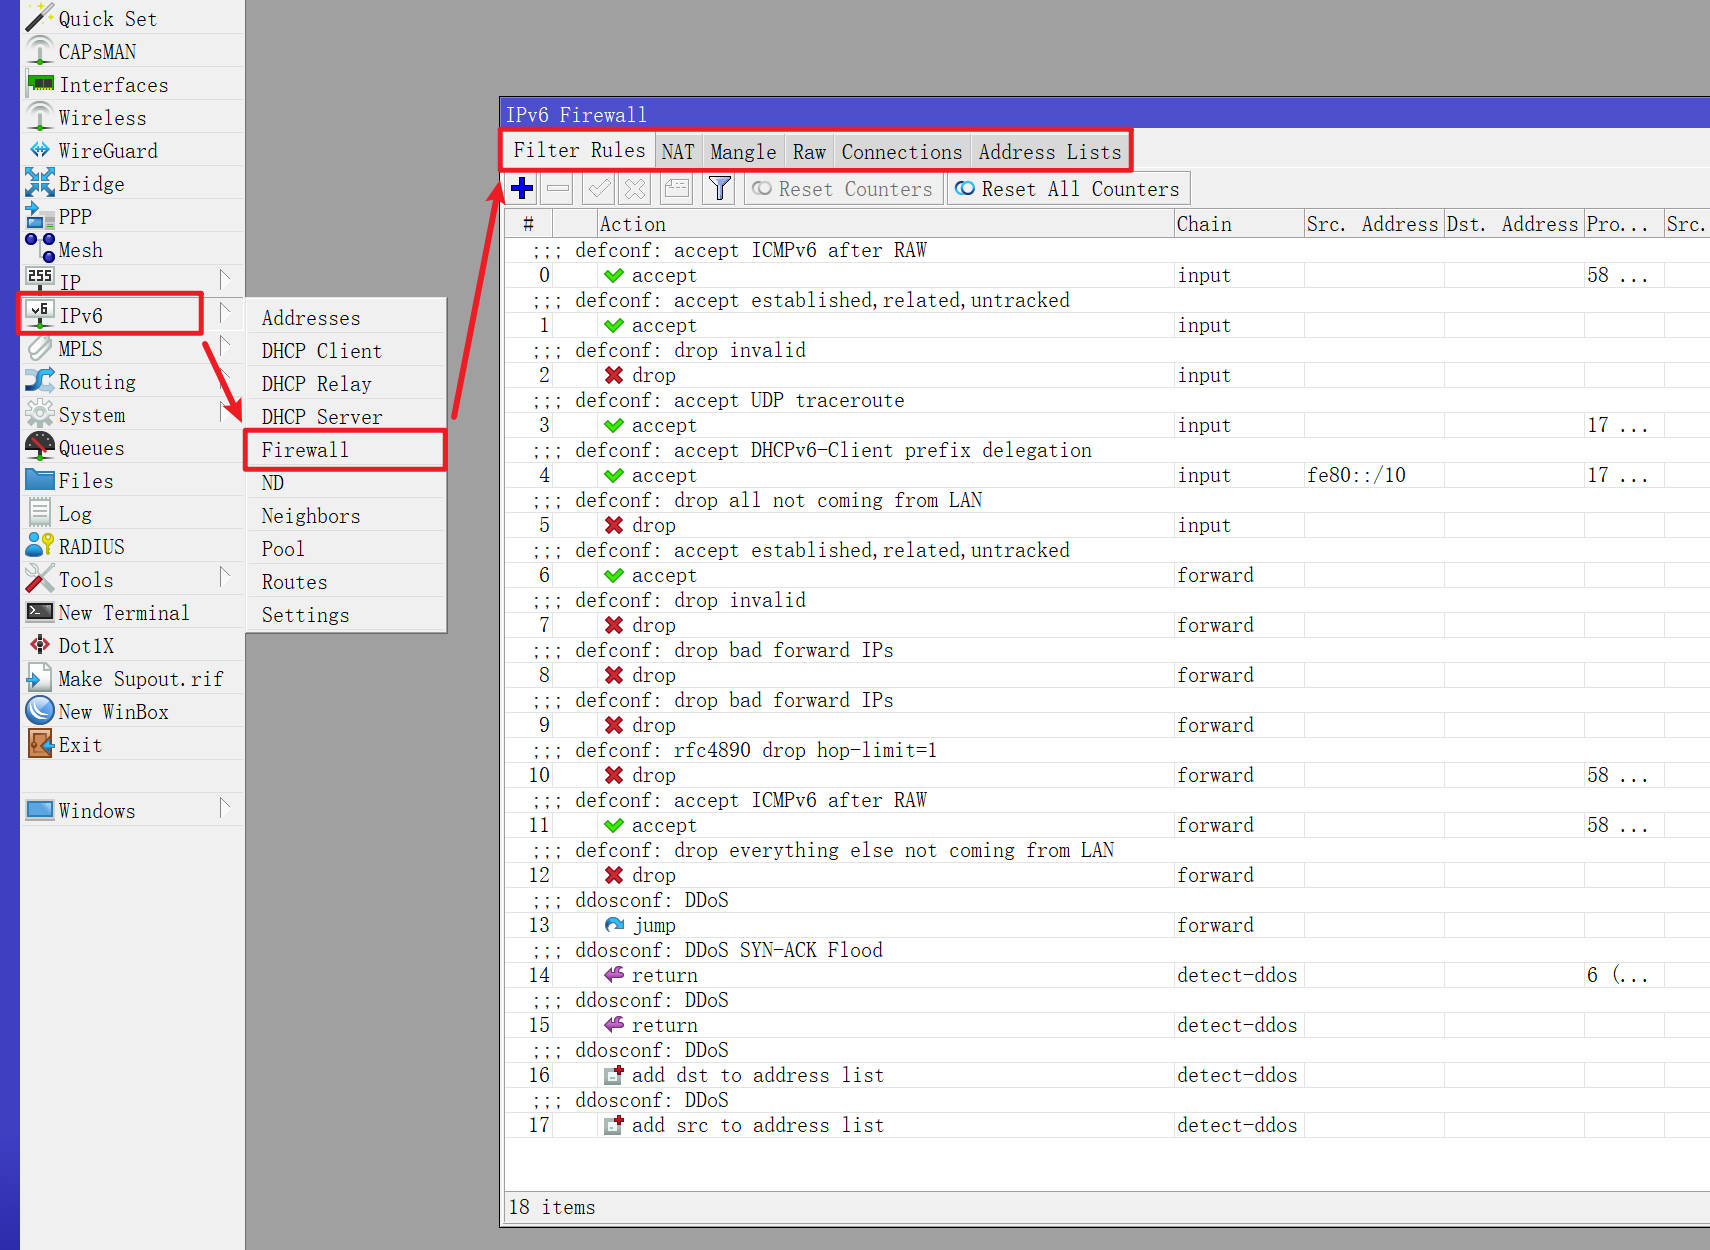 Quick Set
CAPsMAN
Interfaces
Wireless
WireGuard
Bridge
PPP
Mesh
255 IP
v6 IPv6
MPLS
Routing
System
Queues
Files
Log
RADIUS
Tools
New Terminal
Dot1X
Make Supout.rif
New WinBox
Exit
Windows
Addresses
DHCP Client
DHCP Relay
DHCP Server
Firewall
ND
Neighbors
Pool
Routes
Settings
IPv6 Firewall
Filter Rules NAT Mangle Raw Connections Address Lists
Reset Counters Reset All Counters
# Action Chain Src. Address Dst. Address Pro... Src.
;;; defconf: accept ICMPv6 after RAW
0 accept input 58 ...
;;; defconf: accept established,related,untracked
1 accept input
;;; defconf: drop invalid
2 drop input
;;; defconf: accept UDP traceroute
3 accept input 17 ...
;;; defconf: accept DHCPv6-Client prefix delegation
4 accept input fe80::/10 17 ...
;;; defconf: drop all not coming from LAN
5 drop input
;;; defconf: accept established,related,untracked
6 accept forward
;;; defconf: drop invalid
7 drop forward
;;; defconf: drop bad forward IPs
8 drop forward
;;; defconf: drop bad forward IPs
9 drop forward
;;; defconf: rfc4890 drop hop-limit=1
10 drop forward 58 ...
;;; defconf: accept ICMPv6 after RAW
11 accept forward 58 ...
;;; defconf: drop everything else not coming from LAN
12 drop forward
;;; ddosconf: DDoS
13 jump forward
;;; ddosconf: DDoS SYN-ACK Flood
14 return detect-ddos 6 (...
;;; ddosconf: DDoS
15 return detect-ddos
;;; ddosconf: DDoS
16 add dst to address list detect-ddos
;;; ddosconf: DDoS
17 add src to address list detect-ddos
18 items